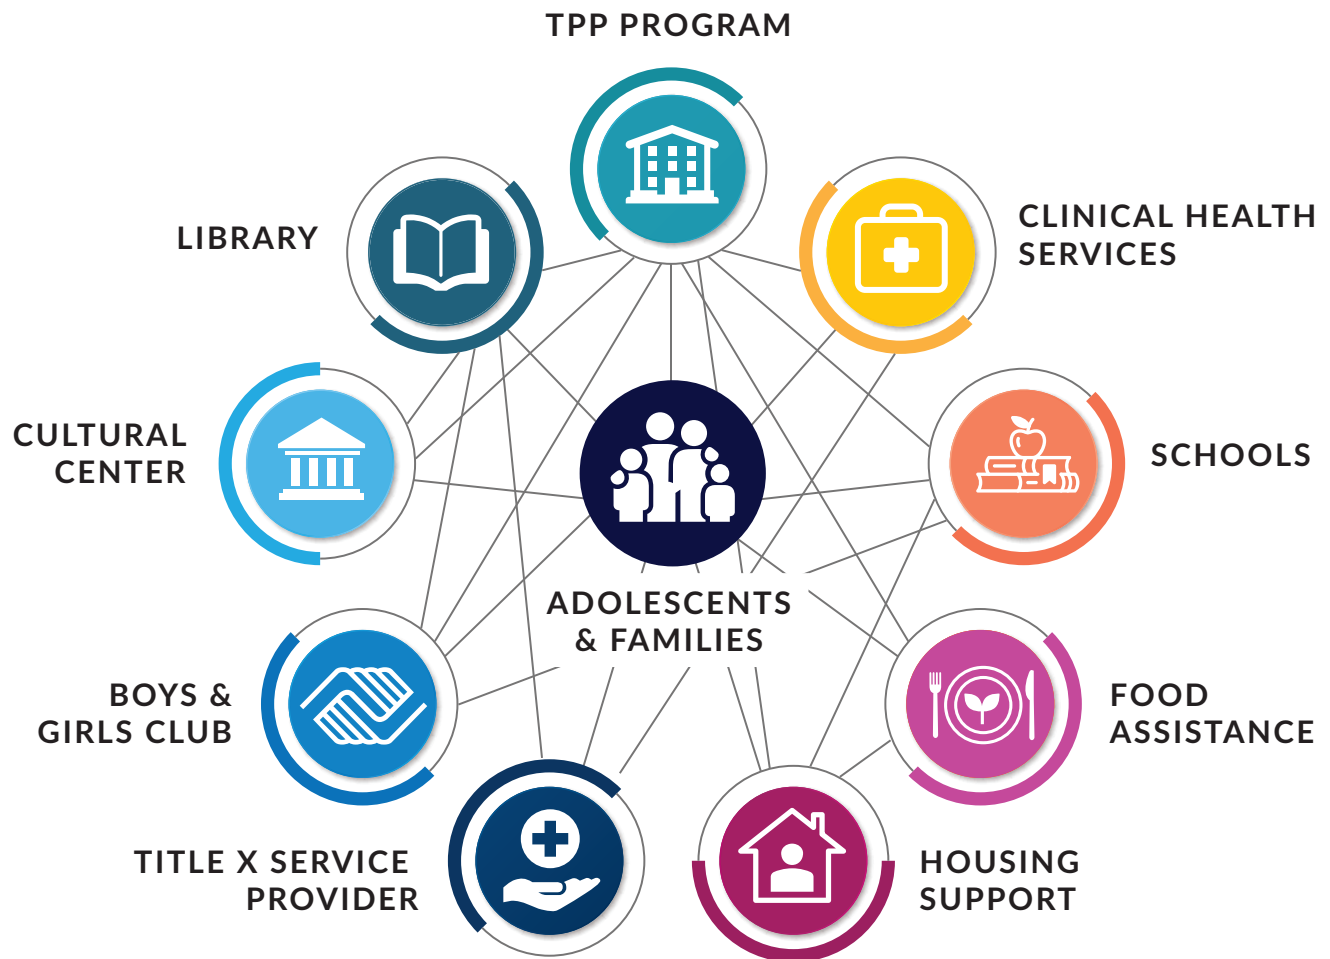 TPP PROGRAM
LIBRARY
CLINICAL HEALTH
SERVICES
CULTURAL
CENTER
SCHOOLS
ADOLESCENTS
& FAMILIES
BOYS &
GIRLS CLUB
FOOD
ASSISTANCE
TITLE X SERVICE
PROVIDER
HOUSING
SUPPORT